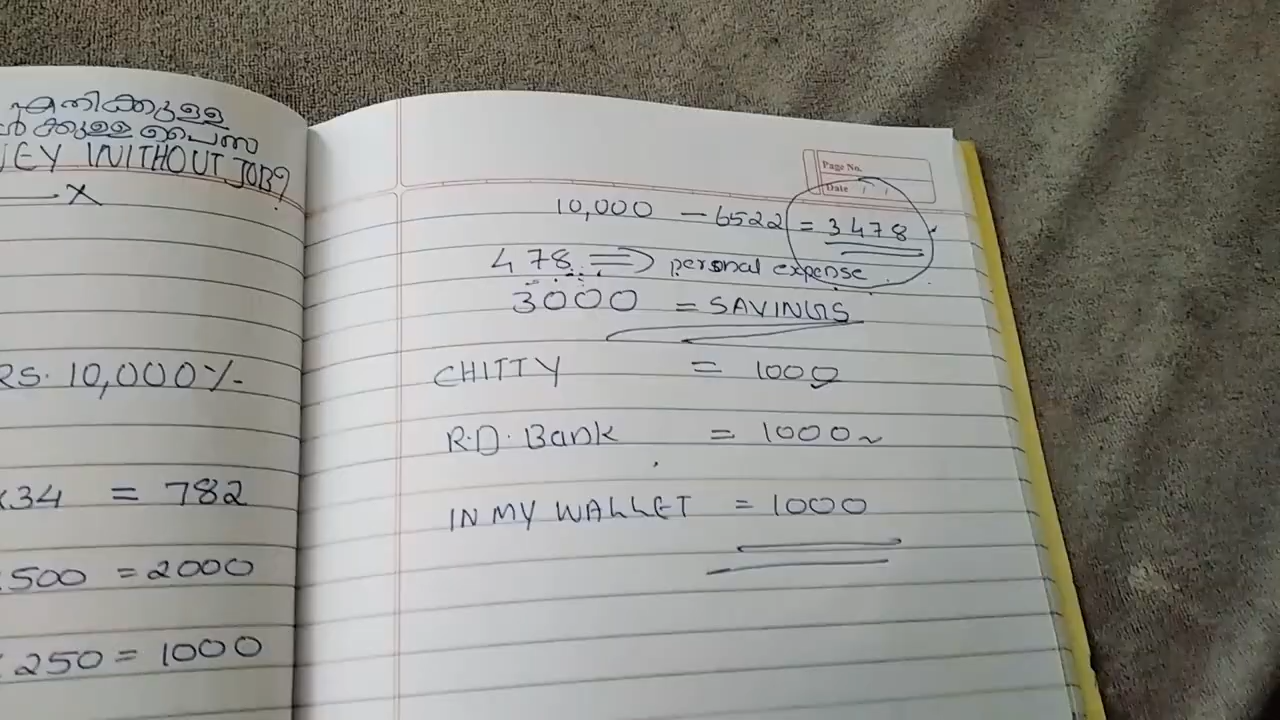 ക്കുള്ള പൈസ
WITHOUT JOB?
X
RS. 10,000/-
34 = 782
500 = 2000
250 = 1000
Page No.
Date
10,000 - 6522 = 3478
478 => personal expense
3000 = SAVINGS
CHITTY = 1000
R.D. Bank = 1000
IN MY WALLET = 1000